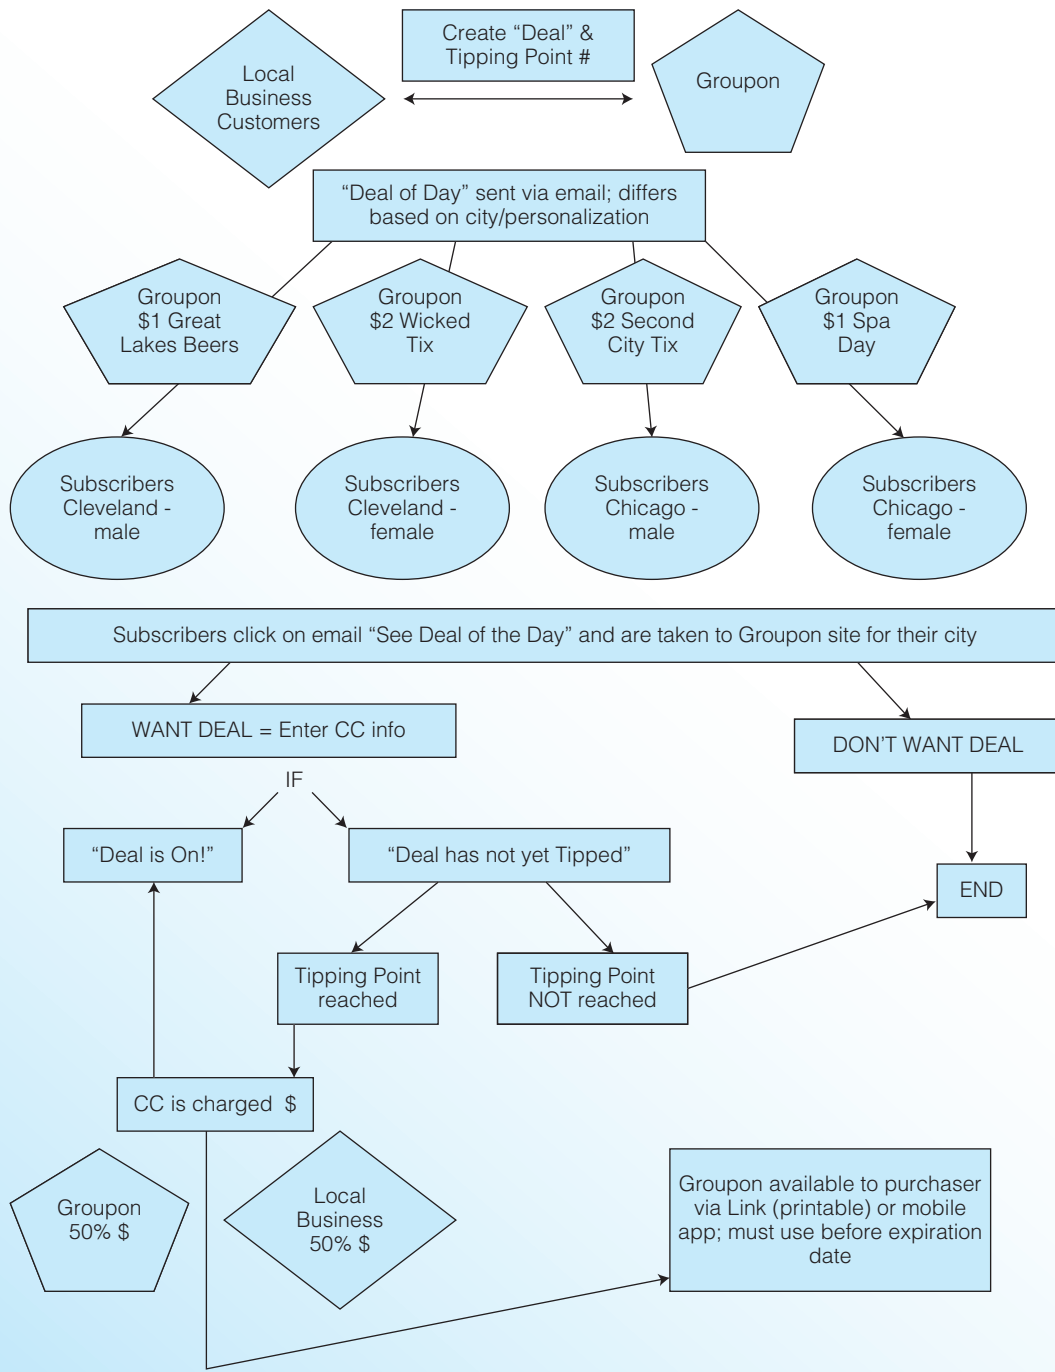 Create “Deal” &
Tipping Point #
Local
Business
Customers
Groupon
“Deal of Day” sent via email; differs
based on city/personalization
Groupon
$1 Great
Lakes Beers
Groupon
$2 Wicked
Tix
Groupon
$2 Second
City Tix
Groupon
$1 Spa
Day
Subscribers
Cleveland -
male
Subscribers
Cleveland -
female
Subscribers
Chicago -
male
Subscribers
Chicago -
female
Subscribers click on email “See Deal of the Day” and are taken to Groupon site for their city
WANT DEAL = Enter CC info
DON’T WANT DEAL
IF
“Deal is On!”
“Deal has not yet Tipped”
END
Tipping Point
reached
Tipping Point
NOT reached
CC is charged $
Groupon
50% $
Local
Business
50% $
Groupon available to purchaser
via Link (printable) or mobile
app; must use before expiration
date